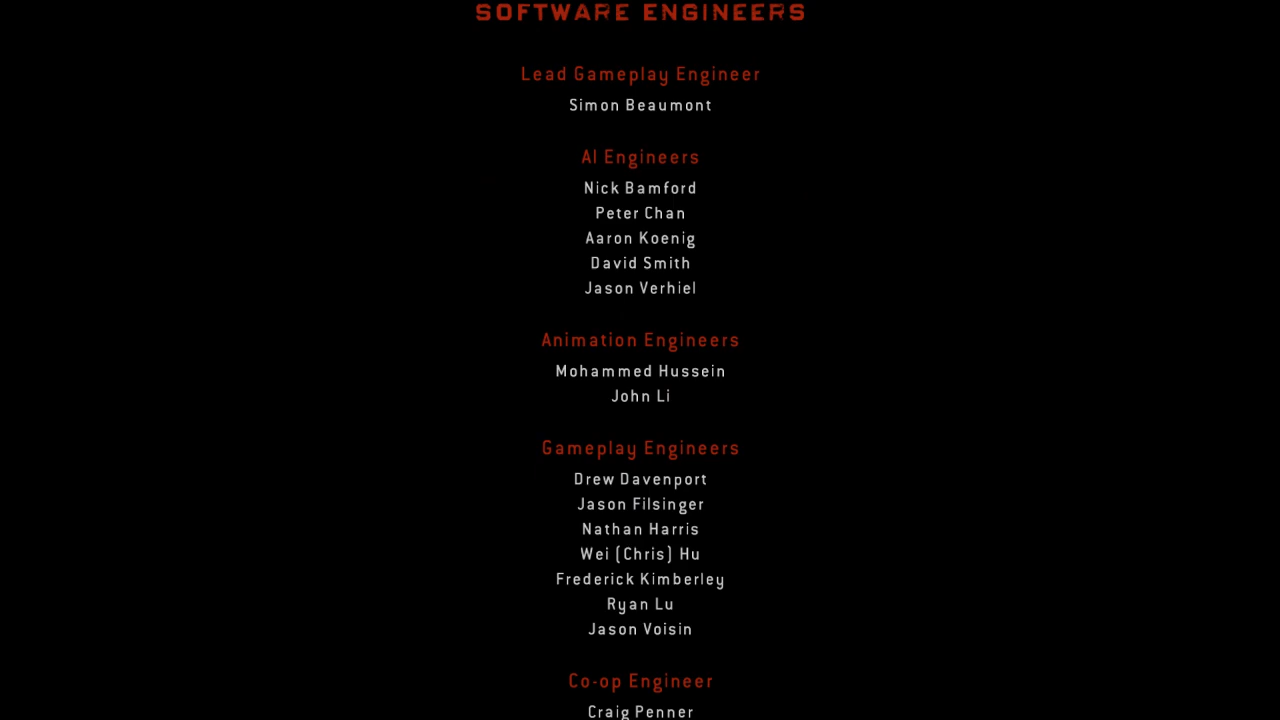 SOFTWARE ENGINEERS
Lead Gameplay Engineer
Simon Beaumont
AI Engineers
Nick Bamford
Peter Chan
Aaron Koenig
David Smith
Jason Verhiel
Animation Engineers
Mohammed Hussein
John Li
Gameplay Engineers
Drew Davenport
Jason Filsinger
Nathan Harris
Wei (Chris) Hu
Frederick Kimberley
Ryan Lu
Jason Voisin
Co-op Engineer
Craig Penner